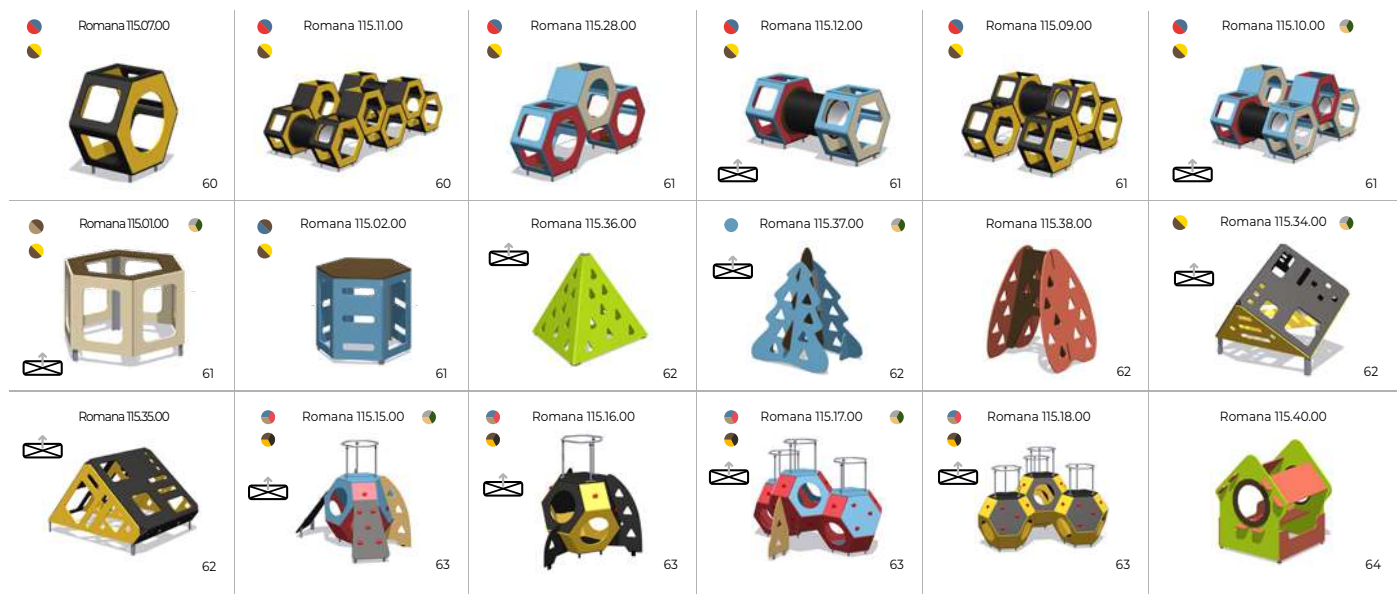 Romana 115.07.00
Romana 115.11.00
Romana 115.28.00
Romana 115.12.00
Romana 115.09.00
Romana 115.10.00
60
60
61
61
61
61
Romana 115.01.00
Romana 115.02.00
Romana 115.36.00
Romana 115.37.00
Romana 115.38.00
Romana 115.34.00
61
61
62
62
62
62
Romana 115.35.00
Romana 115.15.00
Romana 115.16.00
Romana 115.17.00
Romana 115.18.00
Romana 115.40.00
62
63
63
63
63
64